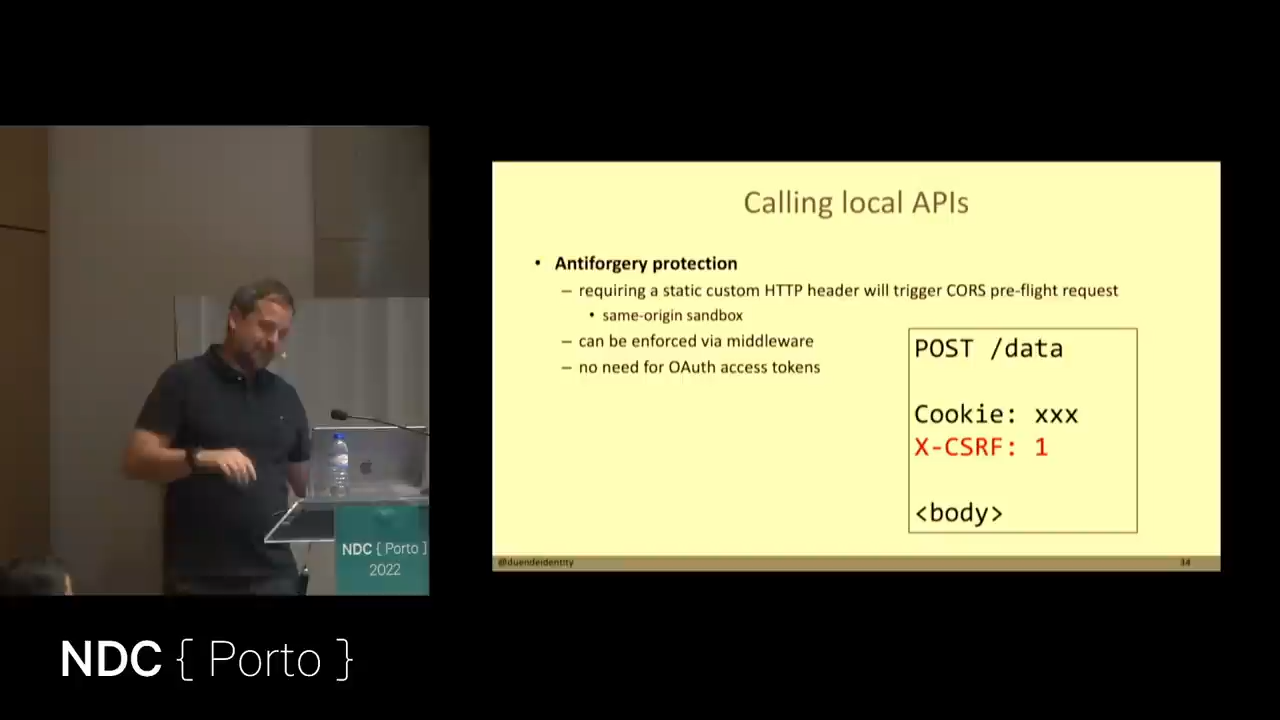 Calling local APIs
• Antiforgery protection
– requiring a static custom HTTP header will trigger CORS pre-flight request
• same-origin sandbox
– can be enforced via middleware
– no need for OAuth access tokens
POST /data
Cookie: xxx
X-CSRF: 1
<body>
@duendeidentity
34
NDC { Porto }
2022
NDC { Porto }